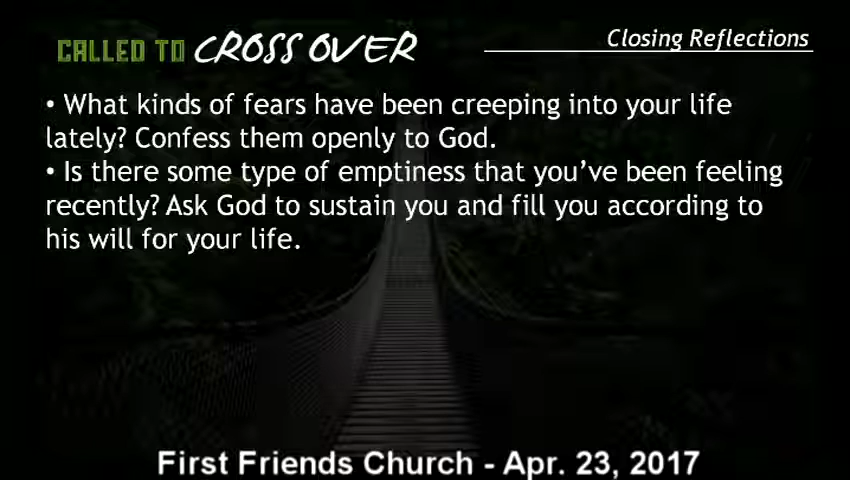 CALLED TO CROSS OVER
Closing Reflections
• What kinds of fears have been creeping into your life
lately? Confess them openly to God.
• Is there some type of emptiness that you’ve been feeling
recently? Ask God to sustain you and fill you according to
his will for your life.
First Friends Church - Apr. 23, 2017